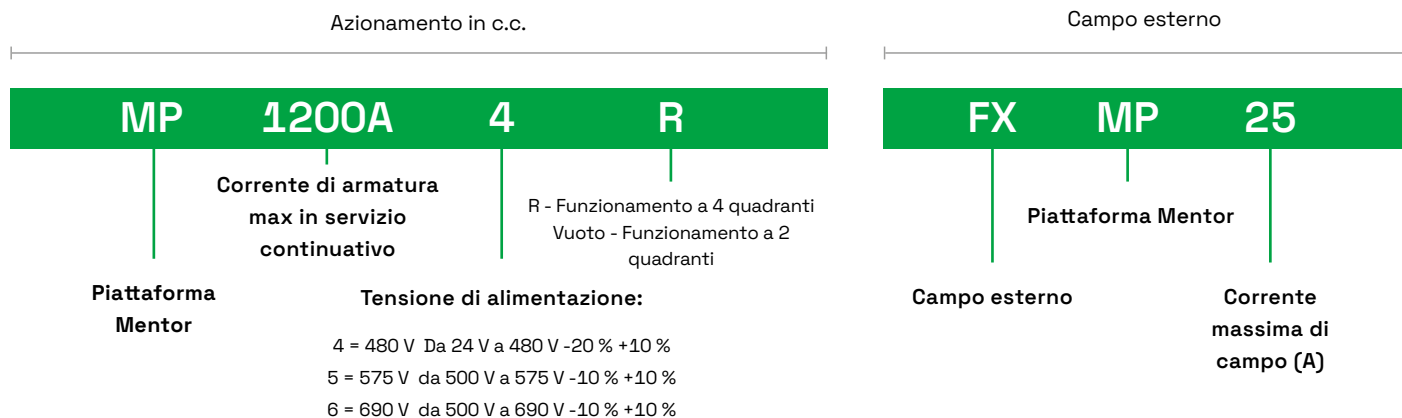 Azionamento in c.c.
MP 1200A 4 R
Corrente di armatura
max in servizio
continuativo
R - Funzionamento a 4 quadranti
Vuoto - Funzionamento a 2
quadranti
Piattaforma
Mentor
Tensione di alimentazione:
4 = 480 V Da 24 V a 480 V -20 % +10 %
5 = 575 V da 500 V a 575 V -10 % +10 %
6 = 690 V da 500 V a 690 V -10 % +10 %
Campo esterno
FX MP 25
Piattaforma Mentor
Campo esterno
Corrente
massima di
campo (A)